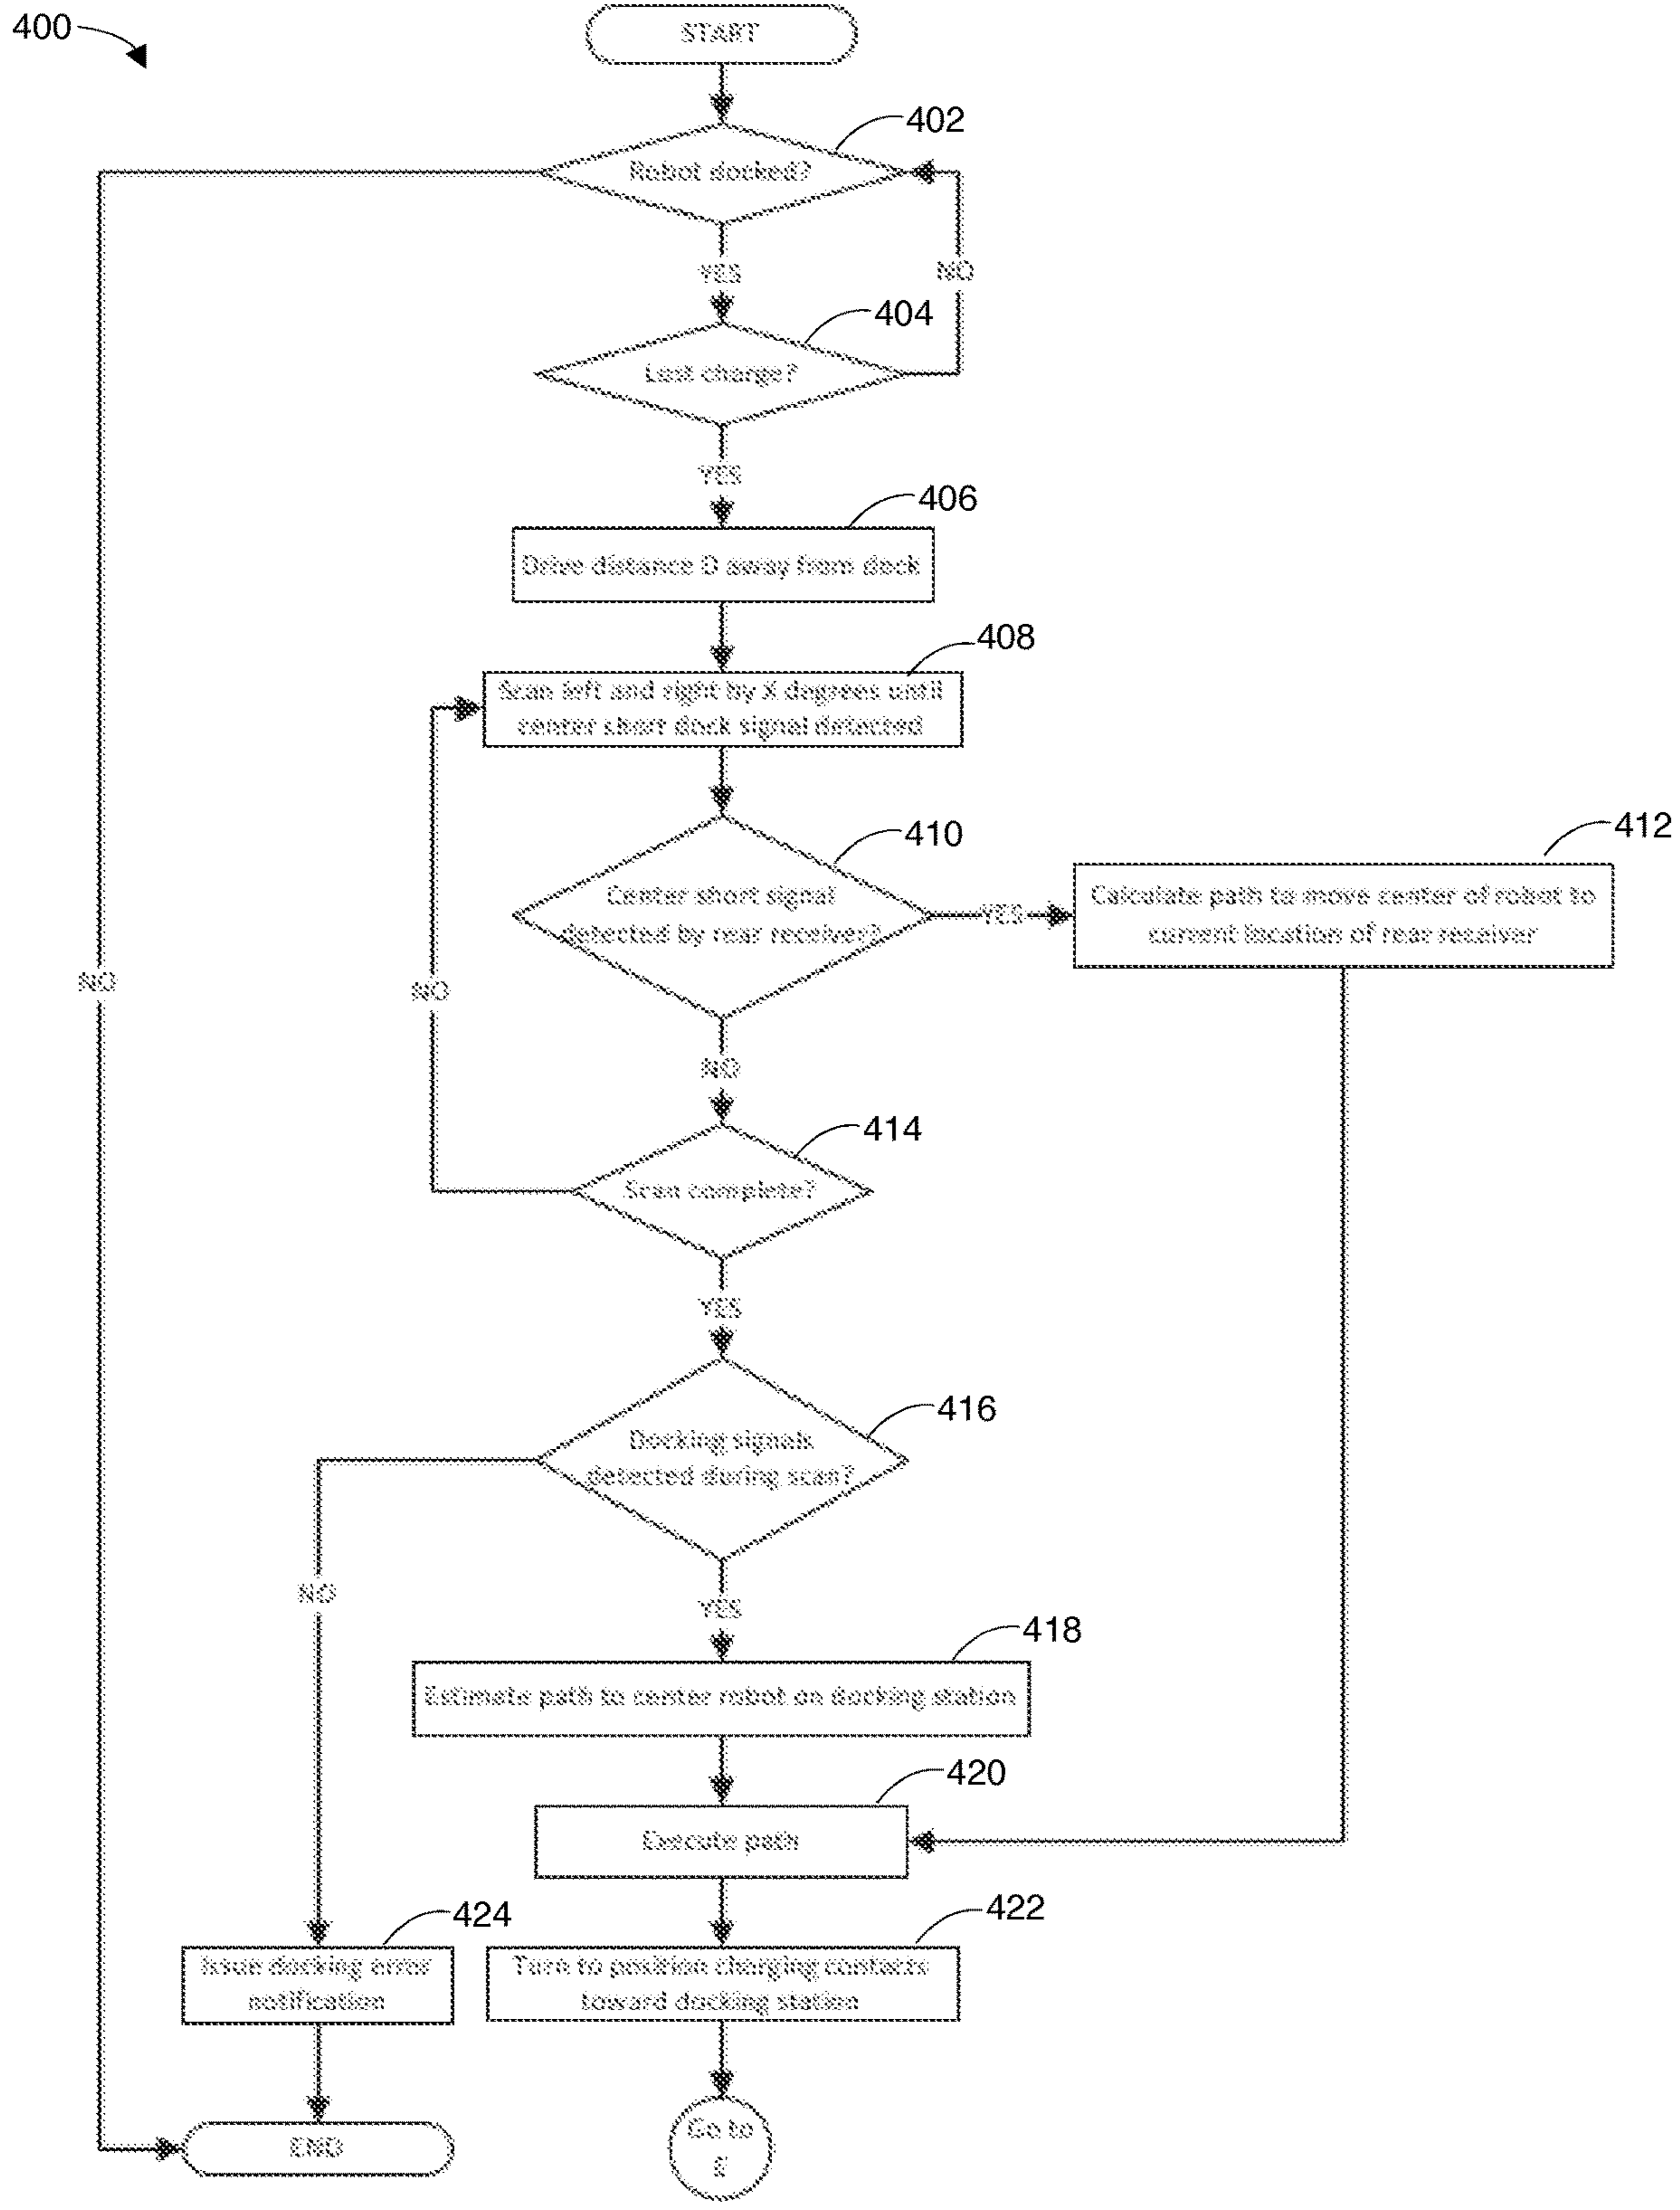 400
START
402
Robot docked?
YES
NO
404
Lost charge?
YES
406
Drive distance D away from dock
408
Scan left and right by X degrees until
center short dock signal detected
410
Center short signal
detected by rear receiver?
YES
412
Calculate path to move center of robot to
current location of rear receiver
NO
NO
NO
414
Scan complete?
YES
416
Docking signals
detected during scan?
NO
YES
418
Estimate path to center robot on docking station
420
Execute path
424
Issue docking error
notification
422
Turn to position charging contacts
toward docking station
END
Go to
E